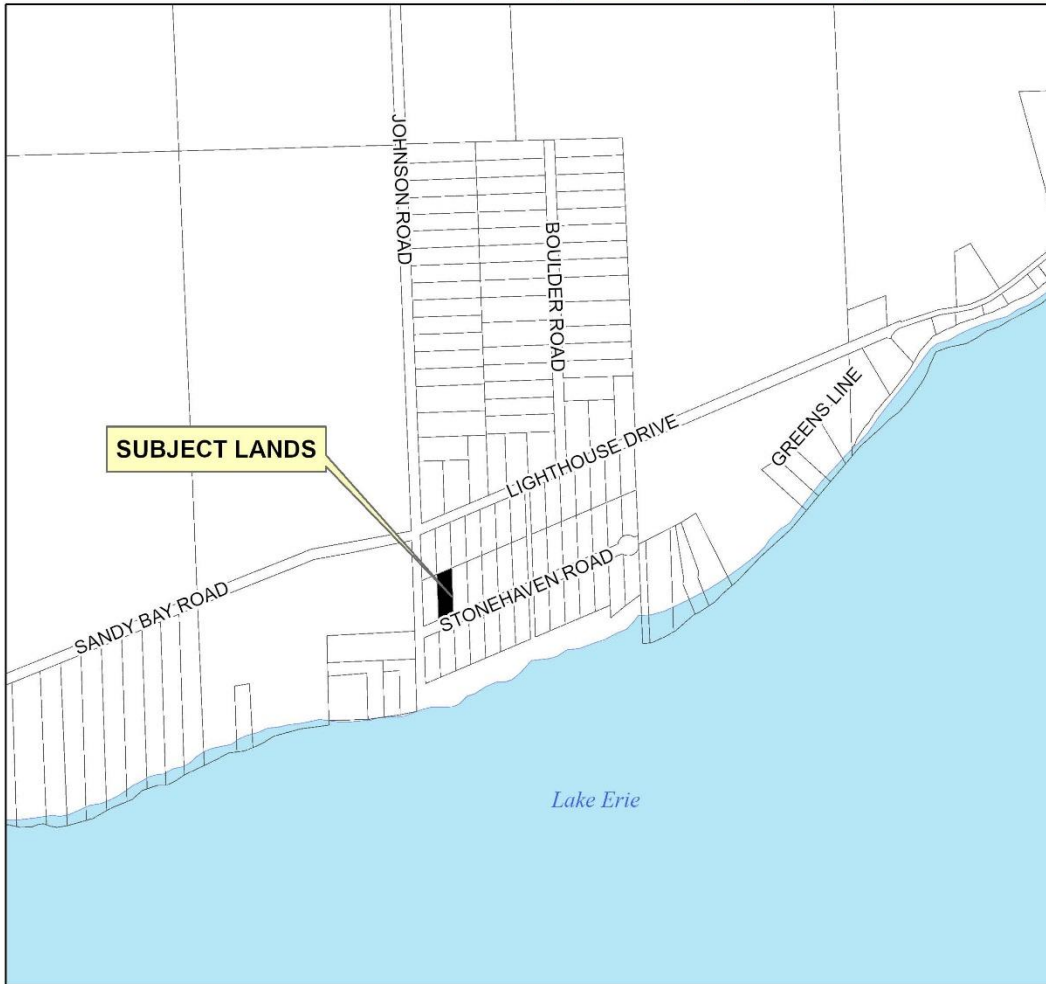 JOHNSON ROAD
BOULDER ROAD
GREENS LINE
LIGHTHOUSE DRIVE
SUBJECT LANDS
STONEHAVEN ROAD
SANDY BAY ROAD
Lake Erie